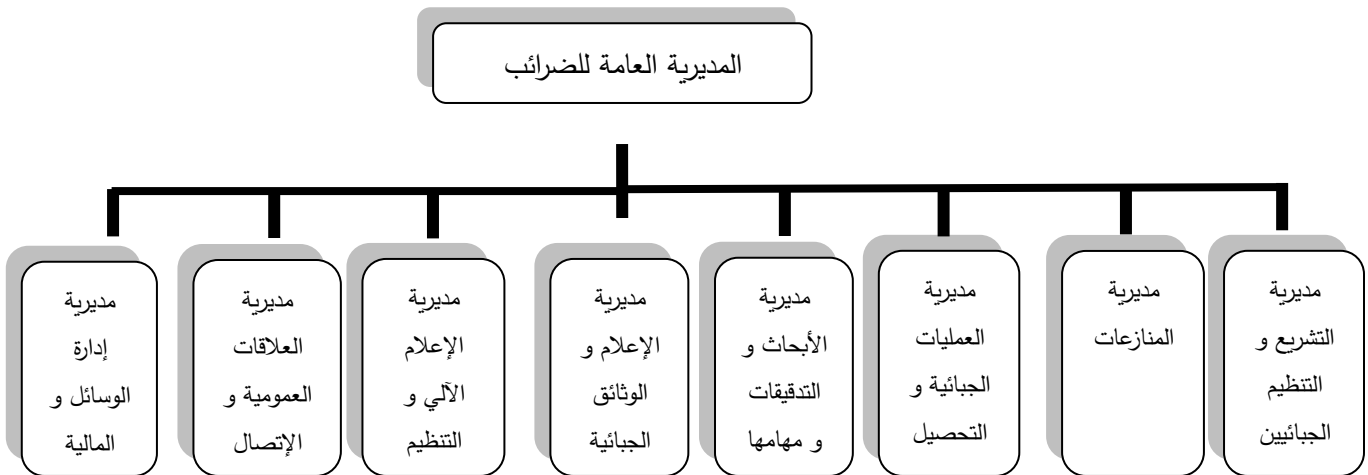 المديرية العامة للضرائب
مديرية
التشريع و
التنظيم
الجبائيين
مديرية
المنازعات
مديرية
العمليات
الجبائية و
التحصيل
مديرية
الأبحاث و
التدقيقات
و مهامها
مديرية
الإعلام و
الوثائق
الجبائية
مديرية
الإعلام
الآلي و
التنظيم
مديرية
العلاقات
العمومية و
الإتصال
مديرية
إدارة
الوسائل و
المالية